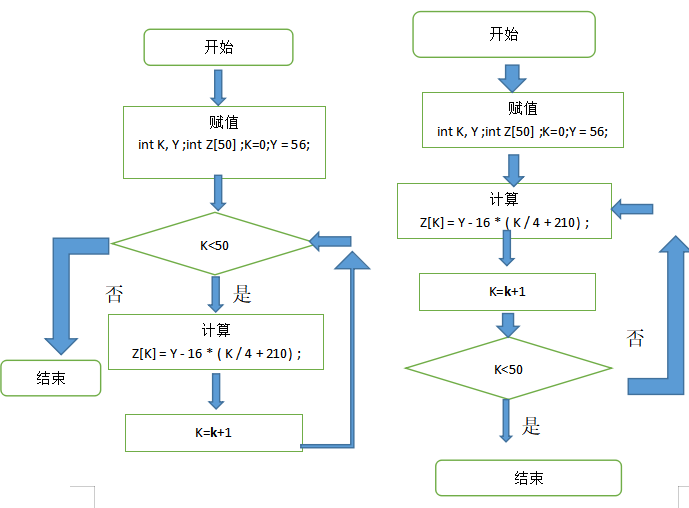 开始
赋值
int K, Y ;int Z[50] ;K=0;Y = 56;
K<50
否
是
计算
Z[K] = Y - 16 * ( K / 4 + 210) ;
结束
K=k+1
开始
赋值
int K, Y ;int Z[50] ;K=0;Y = 56;
计算
Z[K] = Y - 16 * ( K / 4 + 210) ;
K=k+1
否
K<50
是
结束